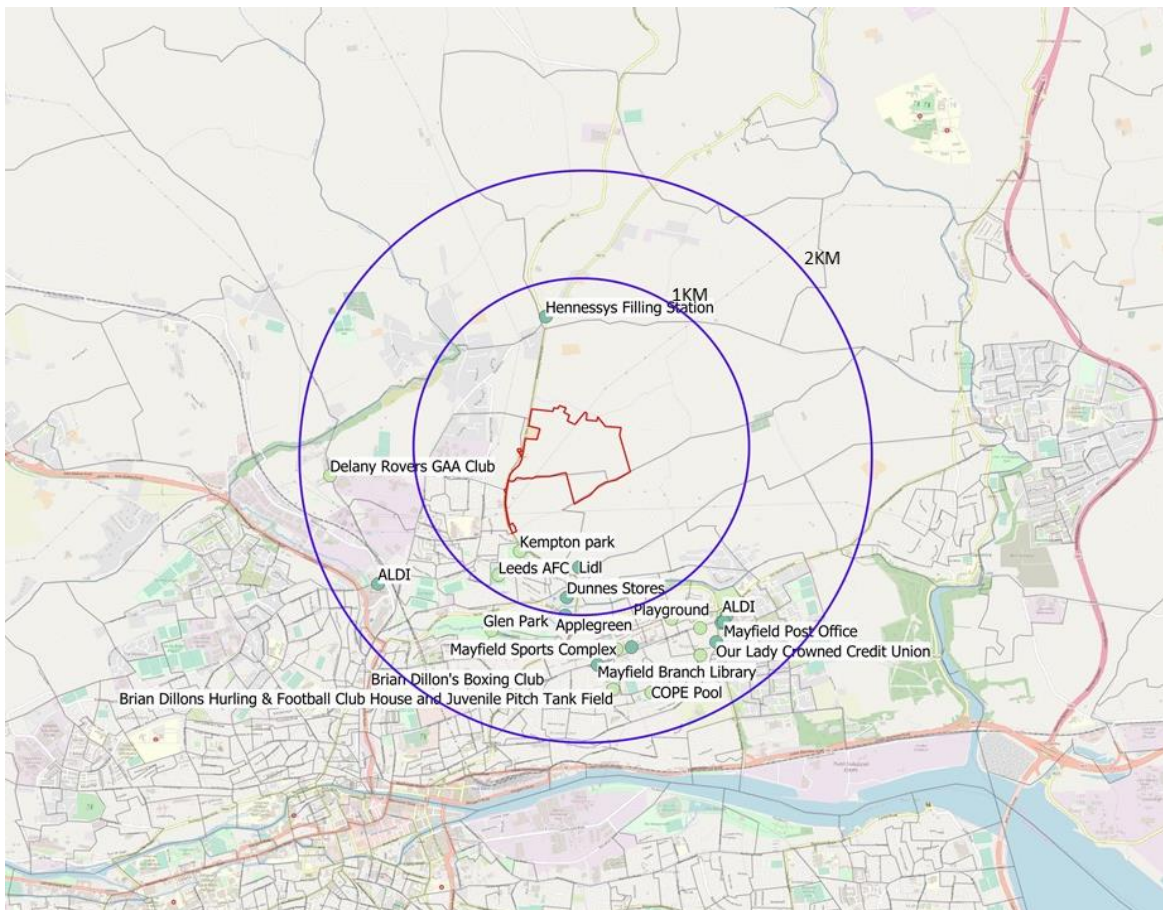 2KM
1KM
Hennessys Filling Station
Delany Rovers GAA Club
Kempton park
Leeds AFC
Lidl
ALDI
Dunnes Stores
Playground
ALDI
Glen Park
Applegreen
Mayfield Post Office
Mayfield Sports Complex
Our Lady Crowned Credit Union
Mayfield Branch Library
Brian Dillon's Boxing Club
COPE Pool
Brian Dillons Hurling & Football Club House and Juvenile Pitch Tank Field